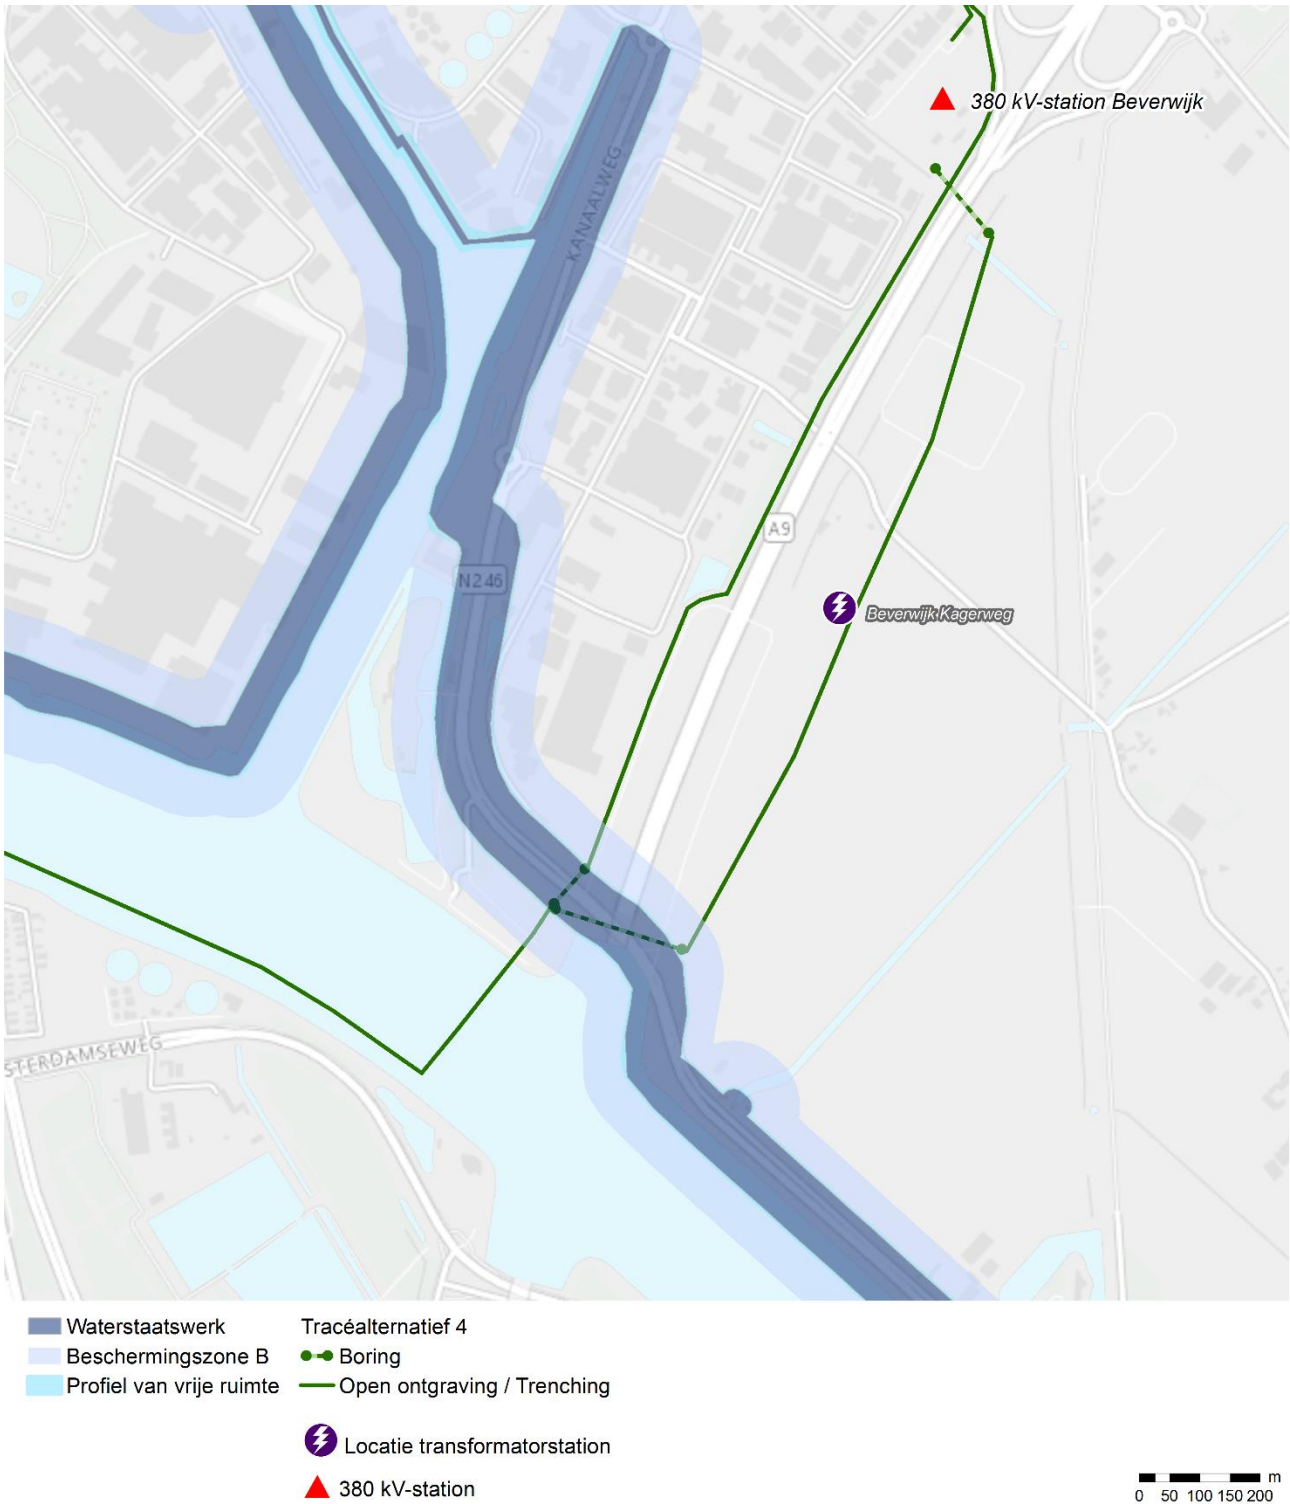 380 kV-station Beverwijk
KANAALWEG
A9
N246
Beverwijk Kagerweg
STERDAMSEWEG
Waterstaatswerk
Beschermingszone B
Profiel van vrije ruimte
Tracéalternatief 4
Boring
Open ontgraving / Trenching
Locatie transformatorstation
380 kV-station
m
0 50 100 150 200